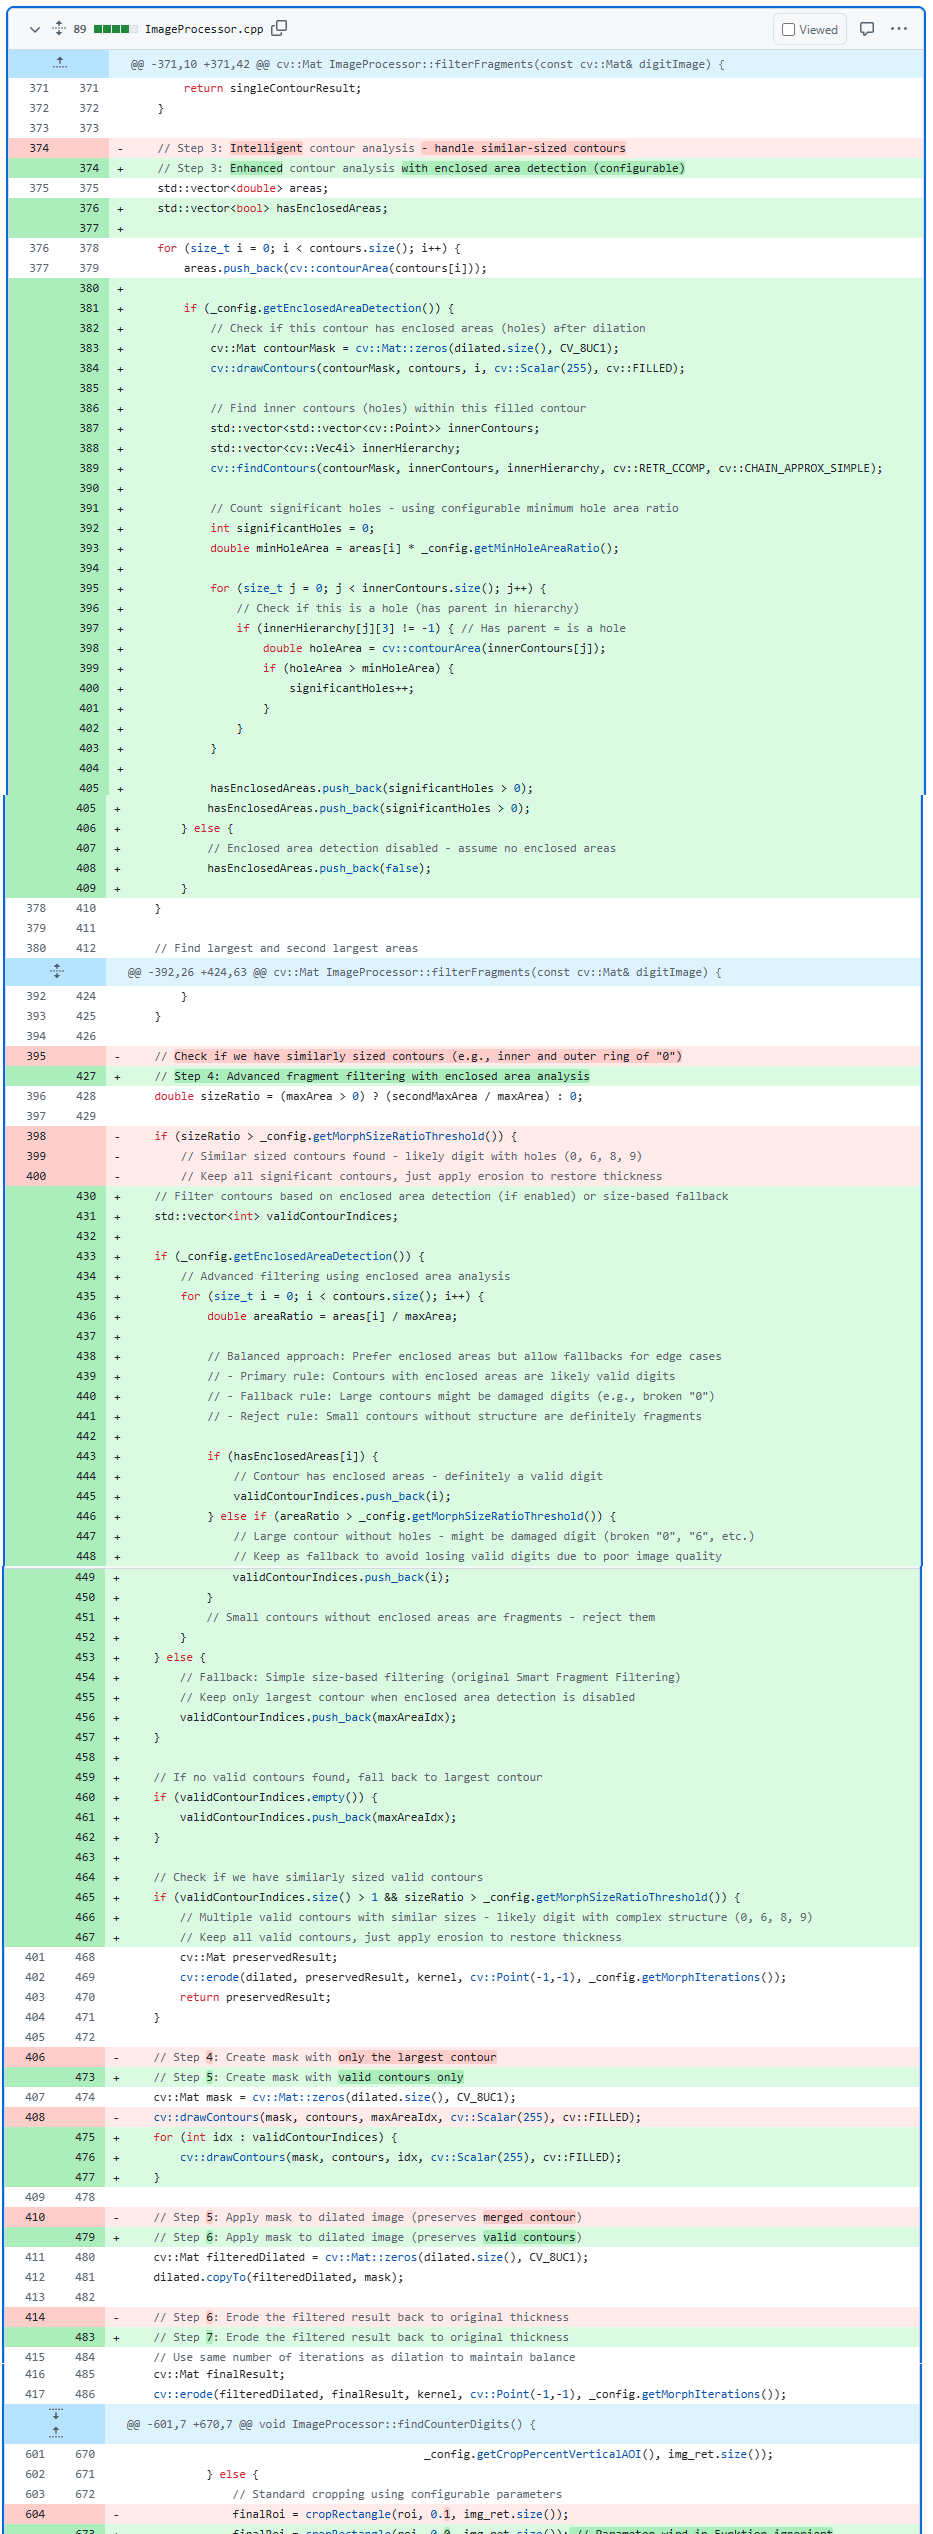 89 ImageProcessor.cpp Viewed
@@ -371,10 +371,42 @@ cv::Mat ImageProcessor::filterFragments(const cv::Mat& digitImage) {
371 371 return singleContourResult;
372 372 }
373 373
374 - // Step 3: Intelligent contour analysis - handle similar-sized contours
374 + // Step 3: Enhanced contour analysis with enclosed area detection (configurable)
375 375 std::vector<double> areas;
376 + std::vector<bool> hasEnclosedAreas;
377 +
376 378 for (size_t i = 0; i < contours.size(); i++) {
377 379 areas.push_back(cv::contourArea(contours[i]));
380 +
381 + if (_config.getEnclosedAreaDetection()) {
382 + // Check if this contour has enclosed areas (holes) after dilation
383 + cv::Mat contourMask = cv::Mat::zeros(dilated.size(), CV_8UC1);
384 + cv::drawContours(contourMask, contours, i, cv::Scalar(255), cv::FILLED);
385 +
386 + // Find inner contours (holes) within this filled contour
387 + std::vector<std::vector<cv::Point>> innerContours;
388 + std::vector<cv::Vec4i> innerHierarchy;
389 + cv::findContours(contourMask, innerContours, innerHierarchy, cv::RETR_CCOMP, cv::CHAIN_APPROX_SIMPLE);
390 +
391 + // Count significant holes - using configurable minimum hole area ratio
392 + int significantHoles = 0;
393 + double minHoleArea = areas[i] * _config.getMinHoleAreaRatio();
394 +
395 + for (size_t j = 0; j < innerContours.size(); j++) {
396 + // Check if this is a hole (has parent in hierarchy)
397 + if (innerHierarchy[j][3] != -1) { // Has parent = is a hole
398 + double holeArea = cv::contourArea(innerContours[j]);
399 + if (holeArea > minHoleArea) {
400 + significantHoles++;
401 + }
402 + }
403 + }
404 +
405 + hasEnclosedAreas.push_back(significantHoles > 0);
405 + hasEnclosedAreas.push_back(significantHoles > 0);
406 + } else {
407 + // Enclosed area detection disabled - assume no enclosed areas
408 + hasEnclosedAreas.push_back(false);
409 + }
378 410 }
379 411
380 412 // Find largest and second largest areas
@@ -392,26 +424,63 @@ cv::Mat ImageProcessor::filterFragments(const cv::Mat& digitImage) {
392 424 }
393 425 }
394 426
395 - // Check if we have similarly sized contours (e.g., inner and outer ring of "0")
427 + // Step 4: Advanced fragment filtering with enclosed area analysis
396 428 double sizeRatio = (maxArea > 0) ? (secondMaxArea / maxArea) : 0;
397 429
398 - if (sizeRatio > _config.getMorphSizeRatioThreshold()) {
399 - // Similar sized contours found - likely digit with holes (0, 6, 8, 9)
400 - // Keep all significant contours, just apply erosion to restore thickness
430 + // Filter contours based on enclosed area detection (if enabled) or size-based fallback
431 + std::vector<int> validContourIndices;
432 +
433 + if (_config.getEnclosedAreaDetection()) {
434 + // Advanced filtering using enclosed area analysis
435 + for (size_t i = 0; i < contours.size(); i++) {
436 + double areaRatio = areas[i] / maxArea;
437 +
438 + // Balanced approach: Prefer enclosed areas but allow fallbacks for edge cases
439 + // - Primary rule: Contours with enclosed areas are likely valid digits
440 + // - Fallback rule: Large contours might be damaged digits (e.g., broken "0")
441 + // - Reject rule: Small contours without structure are definitely fragments
442 +
443 + if (hasEnclosedAreas[i]) {
444 + // Contour has enclosed areas - definitely a valid digit
445 + validContourIndices.push_back(i);
446 + } else if (areaRatio > _config.getMorphSizeRatioThreshold()) {
447 + // Large contour without holes - might be damaged digit (broken "0", "6", etc.)
448 + // Keep as fallback to avoid losing valid digits due to poor image quality
449 + validContourIndices.push_back(i);
450 + }
451 + // Small contours without enclosed areas are fragments - reject them
452 + }
453 + } else {
454 + // Fallback: Simple size-based filtering (original Smart Fragment Filtering)
455 + // Keep only largest contour when enclosed area detection is disabled
456 + validContourIndices.push_back(maxAreaIdx);
457 + }
458 +
459 + // If no valid contours found, fall back to largest contour
460 + if (validContourIndices.empty()) {
461 + validContourIndices.push_back(maxAreaIdx);
462 + }
463 +
464 + // Check if we have similarly sized valid contours
465 + if (validContourIndices.size() > 1 && sizeRatio > _config.getMorphSizeRatioThreshold()) {
466 + // Multiple valid contours with similar sizes - likely digit with complex structure (0, 6, 8, 9)
467 + // Keep all valid contours, just apply erosion to restore thickness
401 468 cv::Mat preservedResult;
402 469 cv::erode(dilated, preservedResult, kernel, cv::Point(-1,-1), _config.getMorphIterations());
403 470 return preservedResult;
404 471 }
405 472
406 - // Step 4: Create mask with only the largest contour
473 + // Step 5: Create mask with valid contours only
407 474 cv::Mat mask = cv::Mat::zeros(dilated.size(), CV_8UC1);
408 - cv::drawContours(mask, contours, maxAreaIdx, cv::Scalar(255), cv::FILLED);
475 + for (int idx : validContourIndices) {
476 + cv::drawContours(mask, contours, idx, cv::Scalar(255), cv::FILLED);
477 + }
409 478
410 - // Step 5: Apply mask to dilated image (preserves merged contour)
479 + // Step 6: Apply mask to dilated image (preserves valid contours)
411 480 cv::Mat filteredDilated = cv::Mat::zeros(dilated.size(), CV_8UC1);
412 481 dilated.copyTo(filteredDilated, mask);
413 482
414 - // Step 6: Erode the filtered result back to original thickness
483 + // Step 7: Erode the filtered result back to original thickness
415 484 // Use same number of iterations as dilation to maintain balance
416 485 cv::Mat finalResult;
417 486 cv::erode(filteredDilated, finalResult, kernel, cv::Point(-1,-1), _config.getMorphIterations());
@@ -601,7 +670,7 @@ void ImageProcessor::findCounterDigits() {
601 670 _config.getCropPercentVerticalAOI(), img_ret.size());
602 671 } else {
603 672 // Standard cropping using configurable parameters
604 - finalRoi = cropRectangle(roi, 0.1, img_ret.size());
673 + finalRoi = cropRectangle(roi, 0.0, img_ret.size()); // Parameter wird in Funktion ignoriert